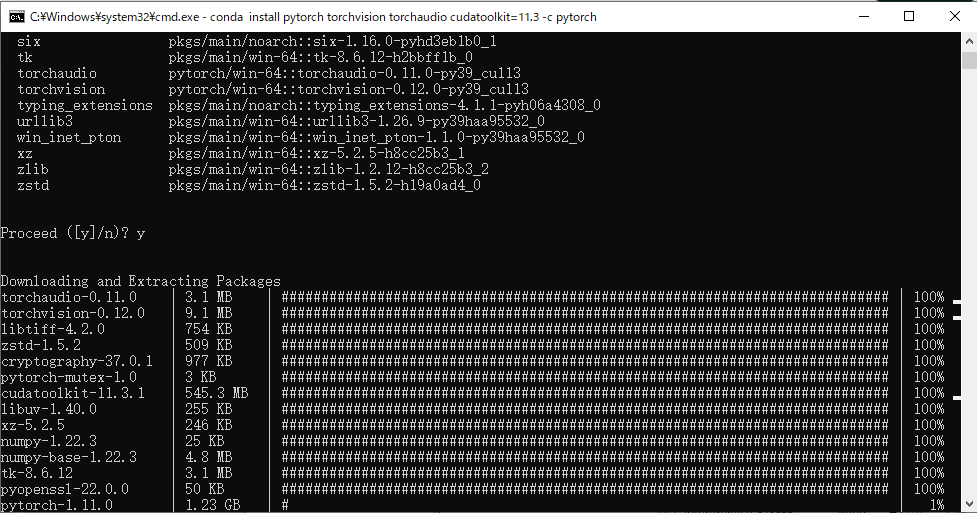 C:¥Windows¥system32¥cmd.exe - conda install pytorch torchvision torchaudio cudatoolkit=11.3 -c pytorch
six pkgs/main/noarch::six-1.16.0-pyhd3eb1b0_1
tk pkgs/main/win-64::tk-8.6.12-h2bbff1b_0
torchaudio pytorch/win-64::torchaudio-0.11.0-py39_cu113
torchvision pytorch/win-64::torchvision-0.12.0-py39_cu113
typing_extensions pkgs/main/noarch::typing_extensions-4.1.1-pyh06a4308_0
urllib3 pkgs/main/win-64::urllib3-1.26.9-py39haa95532_0
win_inet_pton pkgs/main/win-64::win_inet_pton-1.1.0-py39haa95532_0
xz pkgs/main/win-64::xz-5.2.5-h8cc25b3_1
zlib pkgs/main/win-64::zlib-1.2.12-h8cc25b3_2
zstd pkgs/main/win-64::zstd-1.5.2-h19a0ad4_0
Proceed ([y]/n)? y
Downloading and Extracting Packages
torchaudio-0.11.0 | 3.1 MB | ############################################################################ | 100%
torchvision-0.12.0 | 9.1 MB | ############################################################################ | 100%
libtiff-4.2.0 | 754 KB | ############################################################################ | 100%
zstd-1.5.2 | 509 KB | ############################################################################ | 100%
cryptography-37.0.1 | 977 KB | ############################################################################ | 100%
pytorch-mutex-1.0 | 3 KB | ############################################################################ | 100%
cudatoolkit-11.3.1 | 545.3 MB | ############################################################################ | 100%
libuv-1.40.0 | 255 KB | ############################################################################ | 100%
xz-5.2.5 | 246 KB | ############################################################################ | 100%
numpy-1.22.3 | 25 KB | ############################################################################ | 100%
numpy-base-1.22.3 | 4.8 MB | ############################################################################ | 100%
tk-8.6.12 | 3.1 MB | ############################################################################ | 100%
pyopenssl-22.0.0 | 50 KB | ############################################################################ | 100%
pytorch-1.11.0 | 1.23 GB | # | 1%